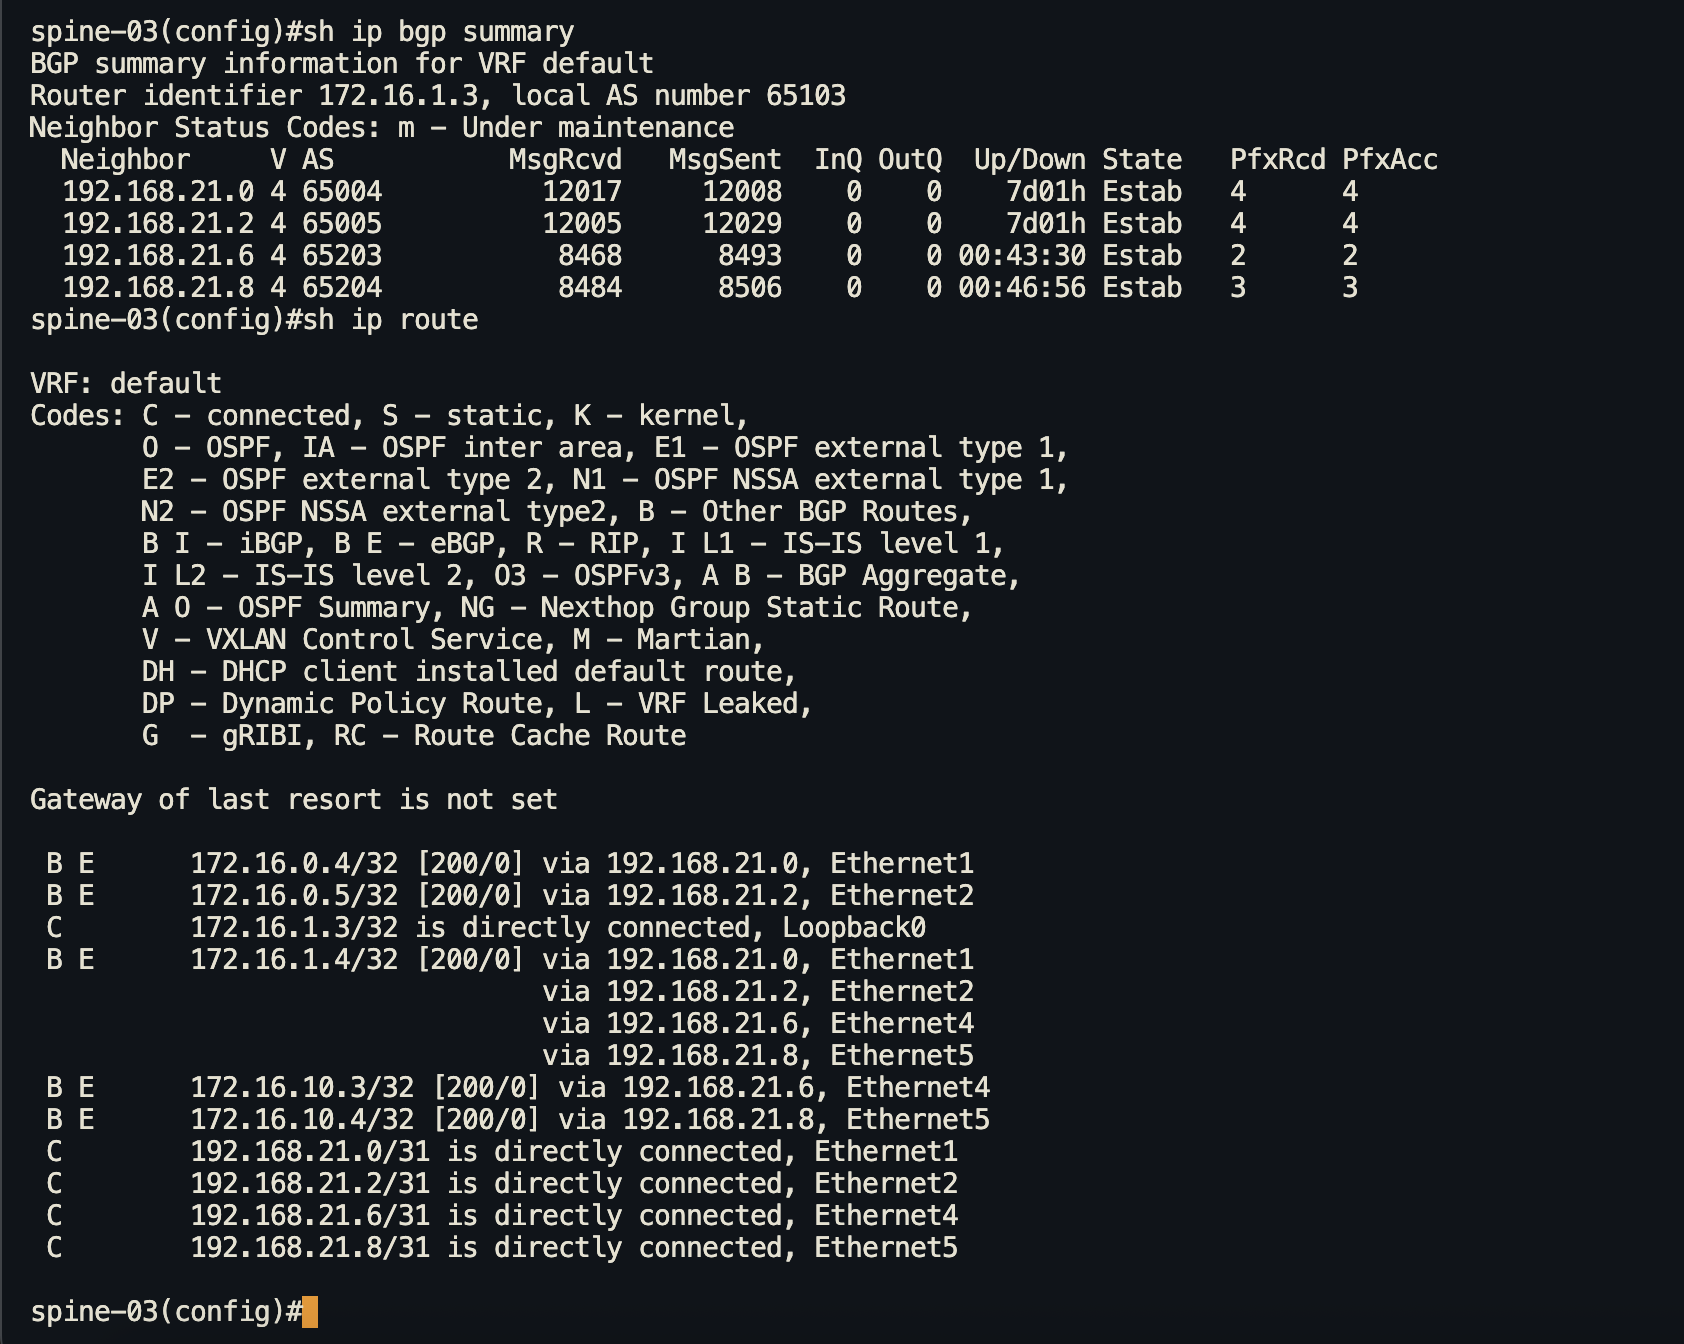 spine-03(config)#sh ip bgp summary
BGP summary information for VRF default
Router identifier 172.16.1.3, local AS number 65103
Neighbor Status Codes: m - Under maintenance
  Neighbor     V AS           MsgRcvd   MsgSent  InQ OutQ  Up/Down State   PfxRcd PfxAcc
  192.168.21.0 4 65004          12017     12008    0    0    7d01h Estab   4      4
  192.168.21.2 4 65005          12005     12029    0    0    7d01h Estab   4      4
  192.168.21.6 4 65203           8468      8493    0    0 00:43:30 Estab   2      2
  192.168.21.8 4 65204           8484      8506    0    0 00:46:56 Estab   3      3
spine-03(config)#sh ip route

VRF: default
Codes: C - connected, S - static, K - kernel,
       O - OSPF, IA - OSPF inter area, E1 - OSPF external type 1,
       E2 - OSPF external type 2, N1 - OSPF NSSA external type 1,
       N2 - OSPF NSSA external type2, B - Other BGP Routes,
       B I - iBGP, B E - eBGP, R - RIP, I L1 - IS-IS level 1,
       I L2 - IS-IS level 2, O3 - OSPFv3, A B - BGP Aggregate,
       A O - OSPF Summary, NG - Nexthop Group Static Route,
       V - VXLAN Control Service, M - Martian,
       DH - DHCP client installed default route,
       DP - Dynamic Policy Route, L - VRF Leaked,
       G  - gRIBI, RC - Route Cache Route

Gateway of last resort is not set

 B E      172.16.0.4/32 [200/0] via 192.168.21.0, Ethernet1
 B E      172.16.0.5/32 [200/0] via 192.168.21.2, Ethernet2
 C        172.16.1.3/32 is directly connected, Loopback0
 B E      172.16.1.4/32 [200/0] via 192.168.21.0, Ethernet1
                                via 192.168.21.2, Ethernet2
                                via 192.168.21.6, Ethernet4
                                via 192.168.21.8, Ethernet5
 B E      172.16.10.3/32 [200/0] via 192.168.21.6, Ethernet4
 B E      172.16.10.4/32 [200/0] via 192.168.21.8, Ethernet5
 C        192.168.21.0/31 is directly connected, Ethernet1
 C        192.168.21.2/31 is directly connected, Ethernet2
 C        192.168.21.6/31 is directly connected, Ethernet4
 C        192.168.21.8/31 is directly connected, Ethernet5

spine-03(config)#